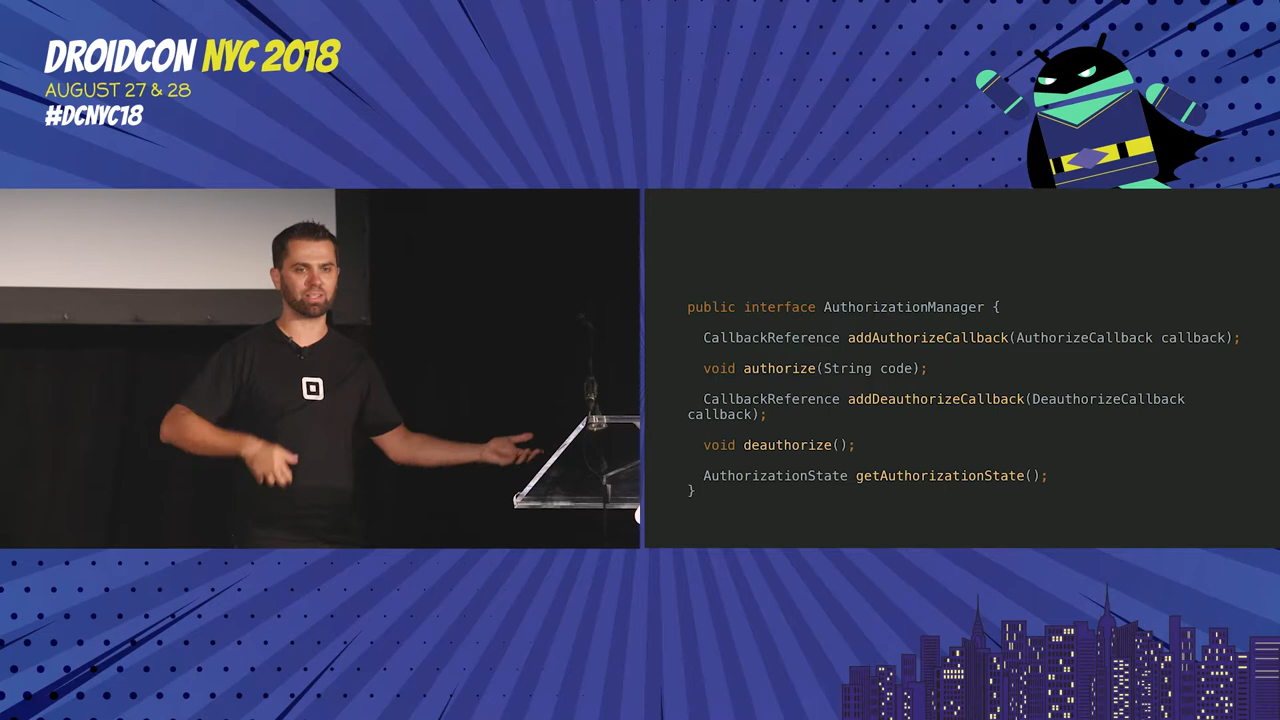 DROIDCON NYC 2018
AUGUST 27 & 28
#DCNYC18
public interface AuthorizationManager {
CallbackReference addAuthorizeCallback(AuthorizeCallback callback);
void authorize(String code);
CallbackReference addDeauthorizeCallback(DeauthorizeCallback
callback);
void deauthorize();
AuthorizationState getAuthorizationState();
}